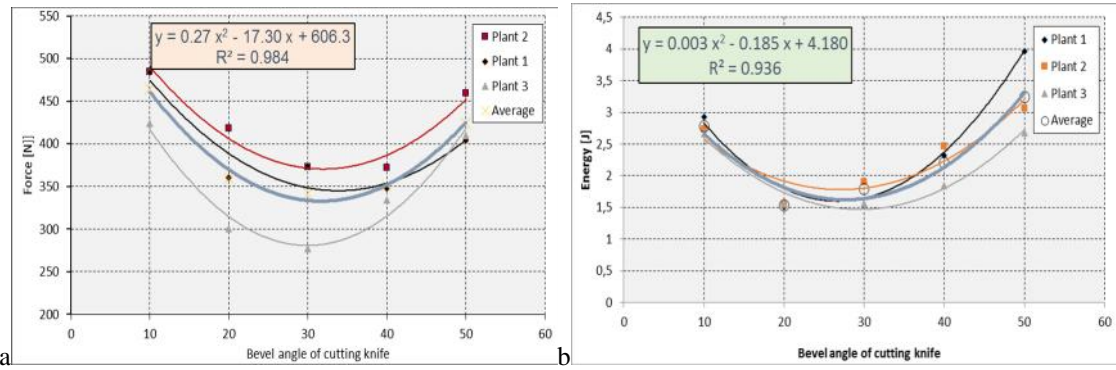 y = 0.27 x² - 17.30 x + 606.3
R² = 0.984
Plant 2
Plant 1
Plant 3
Average
550
500
450
400
350
300
250
200
Force [N]
0 10 20 30 40 50 60
Bevel angle of cutting knife
a
y = 0.003 x² - 0.185 x + 4.180
R² = 0.936
Plant 1
Plant 2
Plant 3
Average
4,5
4
3,5
3
2,5
2
1,5
1
0,5
0
Energy [J]
0 10 20 30 40 50 60
Bevel angle of cutting knife
b